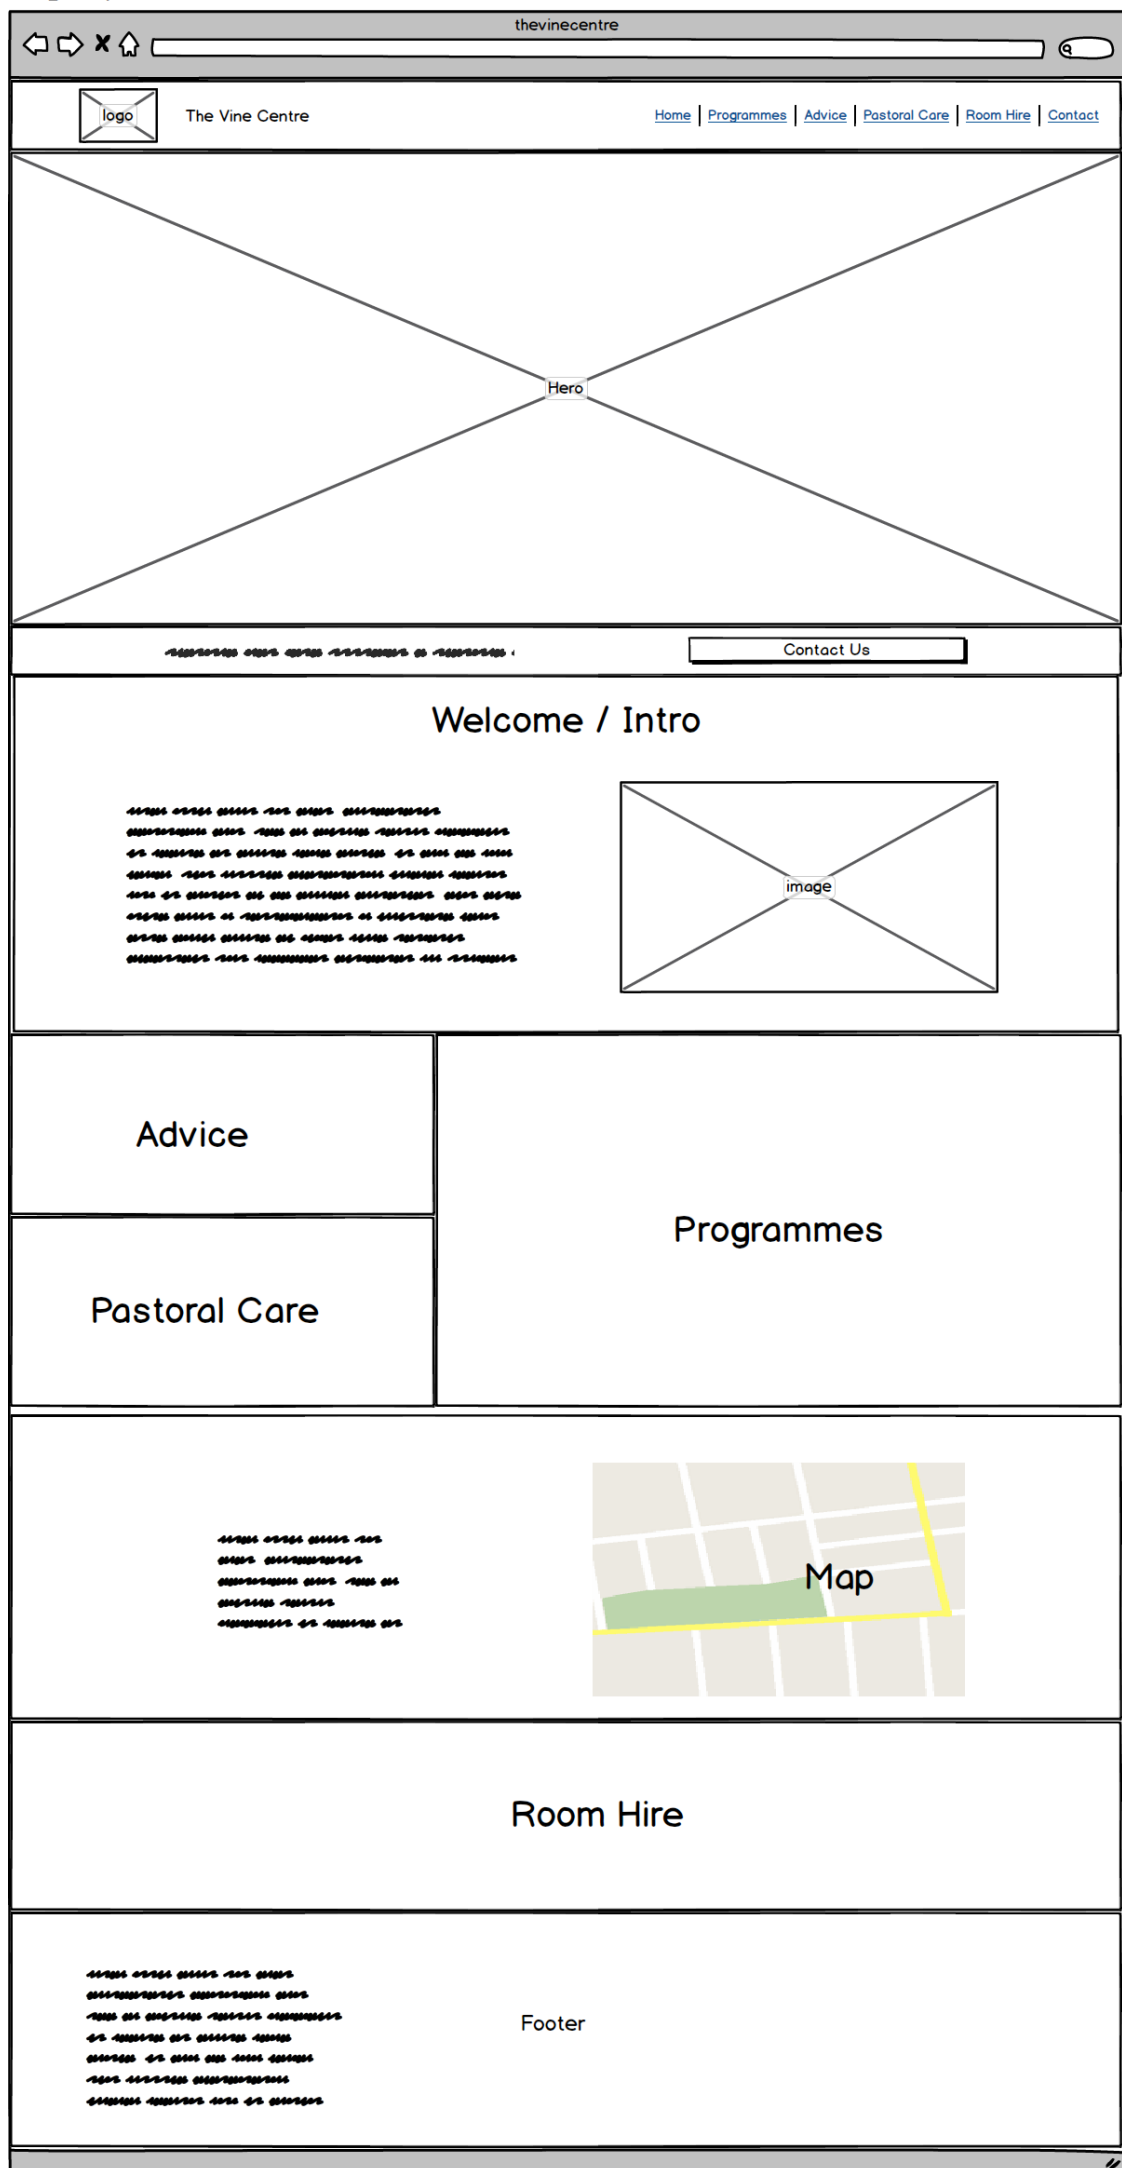 thevinecentre
logo
The Vine Centre
Home | Programmes | Advice | Pastoral Care | Room Hire | Contact
Hero
Contact Us
Welcome / Intro
image
Advice
Programmes
Pastoral Care
Map
Room Hire
Footer